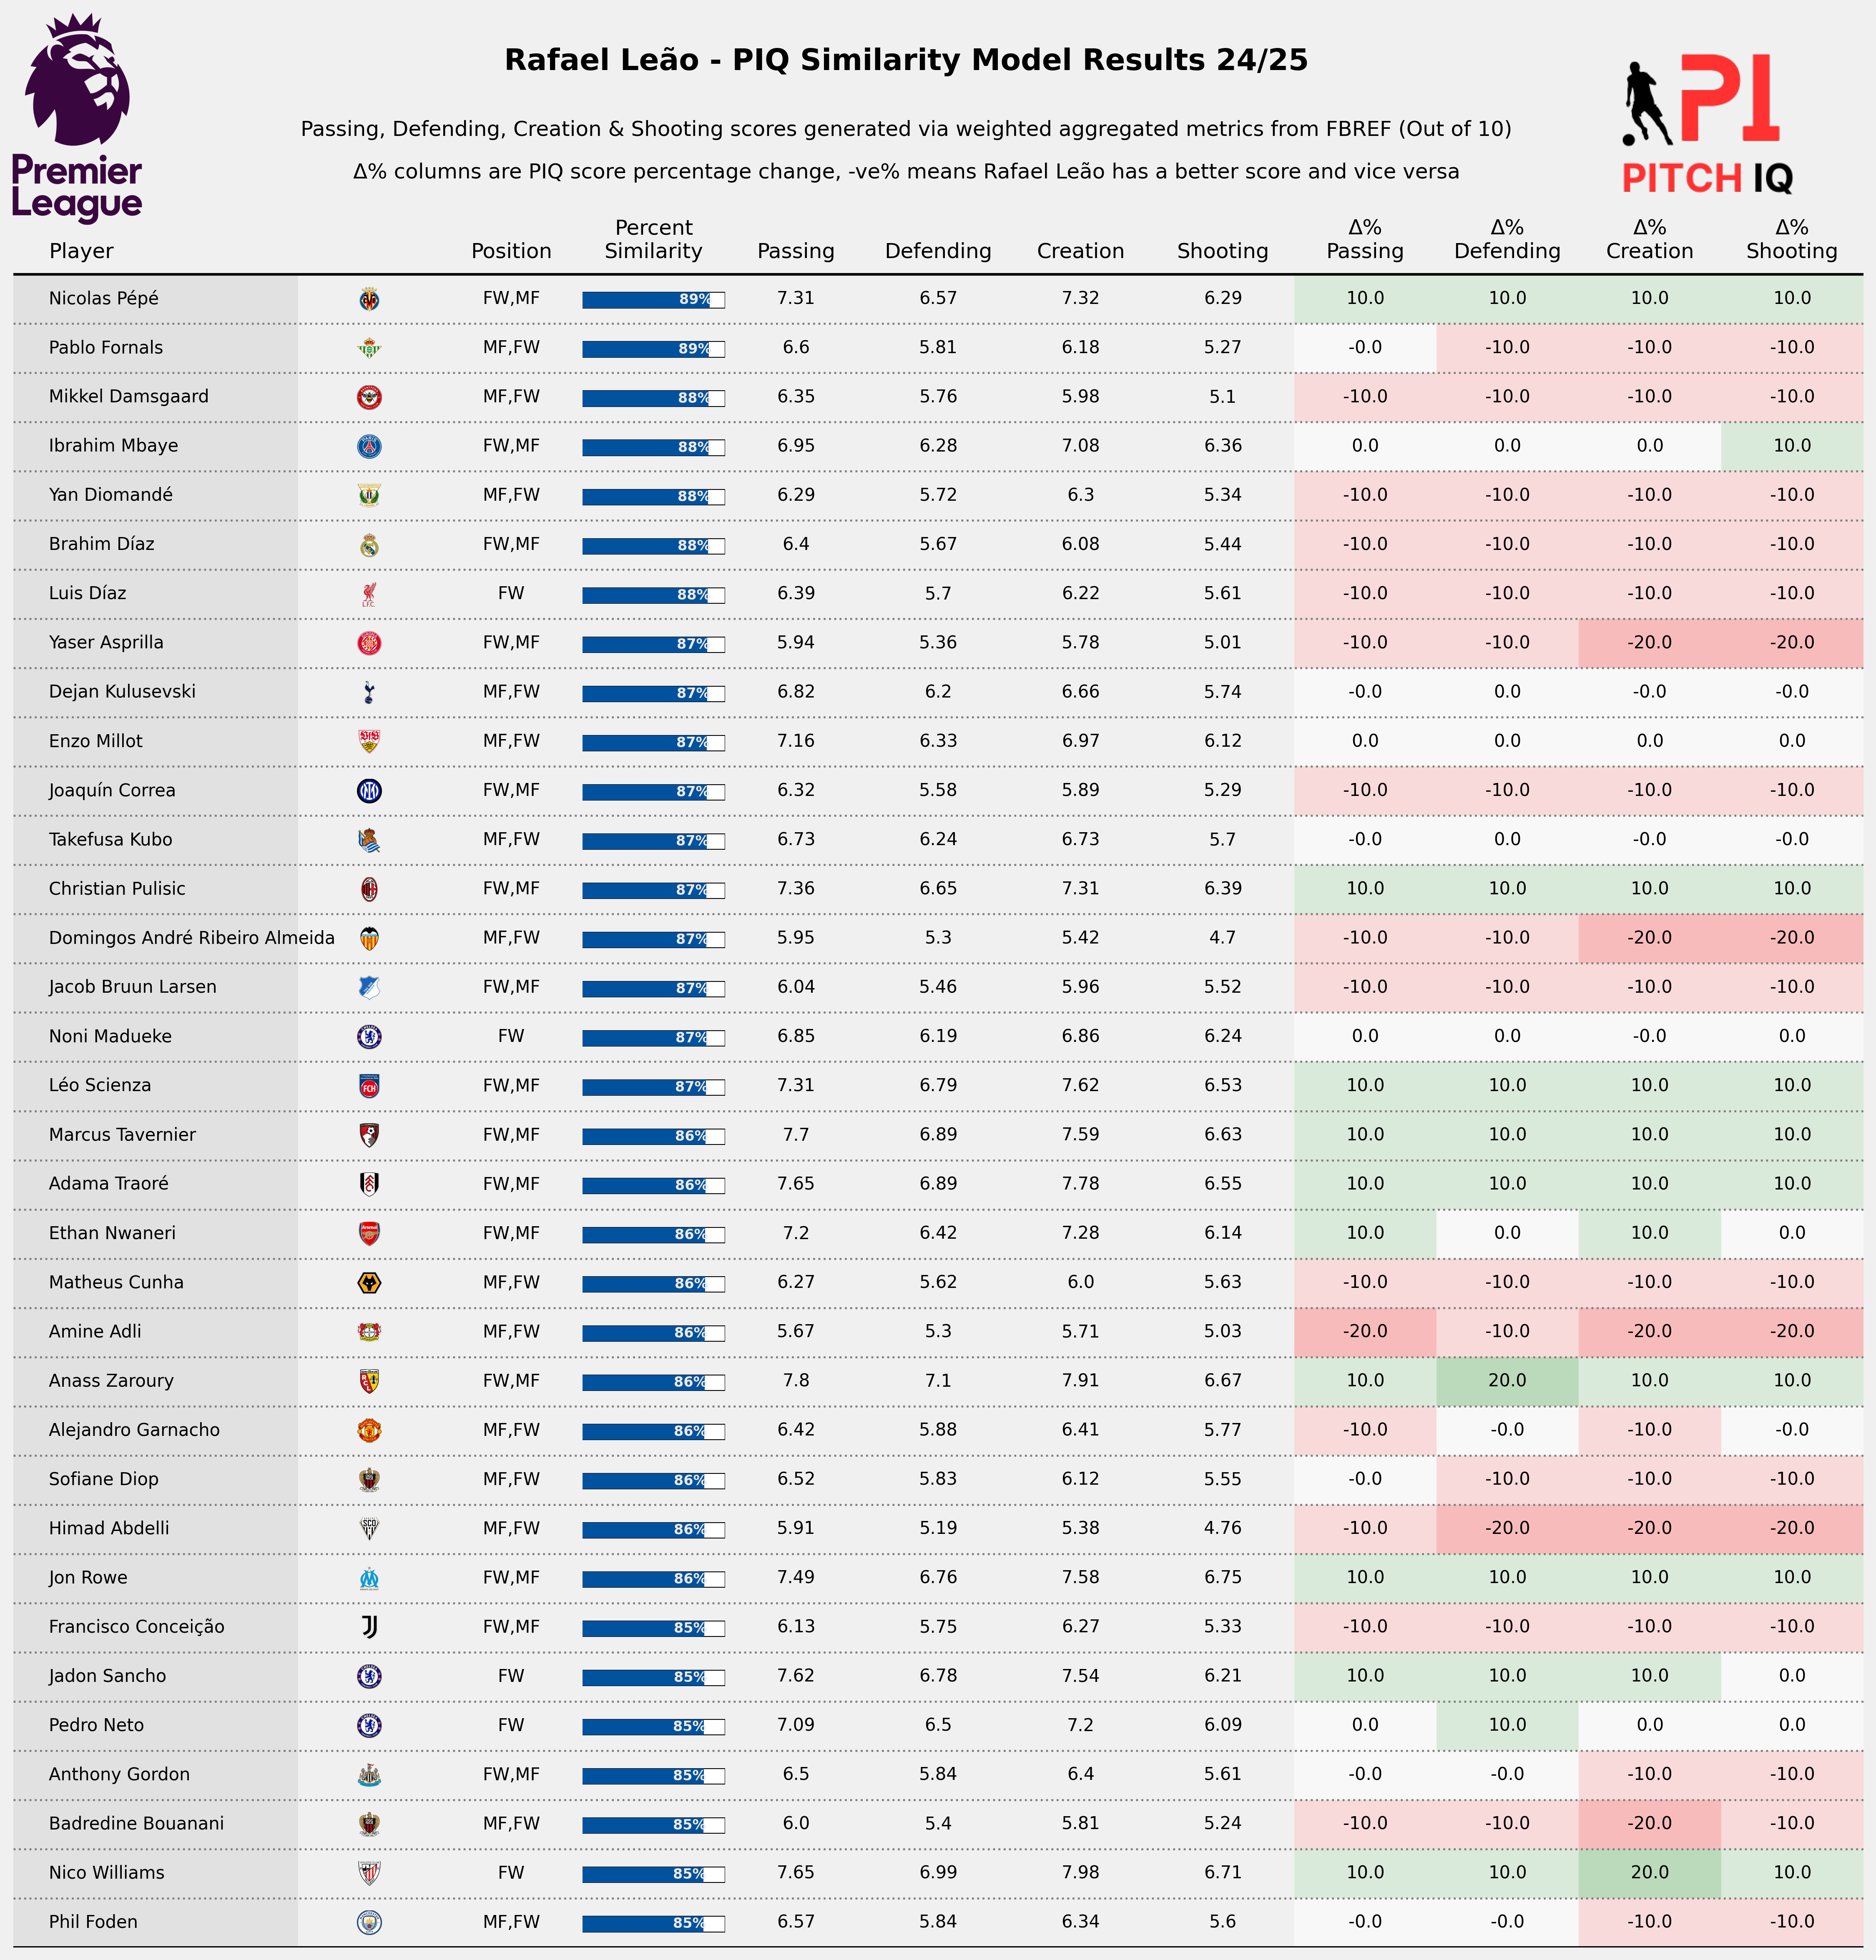 Rafael Leão - PIQ Similarity Model Results 24/25
Passing, Defending, Creation & Shooting scores generated via weighted aggregated metrics from FBREF (Out of 10)
Δ% columns are PIQ score percentage change, -ve% means Rafael Leão has a better score and vice versa
Premier
League
PI
PITCH IQ
Player Position Percent Similarity Passing Defending Creation Shooting Δ% Passing Δ% Defending Δ% Creation Δ% Shooting
Nicolas Pépé FW,MF 89% 7.31 6.57 7.32 6.29 10.0 10.0 10.0 10.0
Pablo Fornals MF,FW 89% 6.6 5.81 6.18 5.27 -0.0 -10.0 -10.0 -10.0
Mikkel Damsgaard MF,FW 88% 6.35 5.76 5.98 5.1 -10.0 -10.0 -10.0 -10.0
Ibrahim Mbaye FW,MF 88% 6.95 6.28 7.08 6.36 0.0 0.0 0.0 10.0
Yan Diomandé MF,FW 88% 6.29 5.72 6.3 5.34 -10.0 -10.0 -10.0 -10.0
Brahim Díaz FW,MF 88% 6.4 5.67 6.08 5.44 -10.0 -10.0 -10.0 -10.0
Luis Díaz FW 88% 6.39 5.7 6.22 5.61 -10.0 -10.0 -10.0 -10.0
Yaser Asprilla FW,MF 87% 5.94 5.36 5.78 5.01 -10.0 -10.0 -20.0 -20.0
Dejan Kulusevski MF,FW 87% 6.82 6.2 6.66 5.74 -0.0 0.0 -0.0 -0.0
Enzo Millot MF,FW 87% 7.16 6.33 6.97 6.12 0.0 0.0 0.0 0.0
Joaquín Correa FW,MF 87% 6.32 5.58 5.89 5.29 -10.0 -10.0 -10.0 -10.0
Takefusa Kubo MF,FW 87% 6.73 6.24 6.73 5.7 -0.0 0.0 -0.0 -0.0
Christian Pulisic FW,MF 87% 7.36 6.65 7.31 6.39 10.0 10.0 10.0 10.0
Domingos André Ribeiro Almeida MF,FW 87% 5.95 5.3 5.42 4.7 -10.0 -10.0 -20.0 -20.0
Jacob Bruun Larsen FW,MF 87% 6.04 5.46 5.96 5.52 -10.0 -10.0 -10.0 -10.0
Noni Madueke FW 87% 6.85 6.19 6.86 6.24 0.0 0.0 -0.0 0.0
Léo Scienza FW,MF 87% 7.31 6.79 7.62 6.53 10.0 10.0 10.0 10.0
Marcus Tavernier FW,MF 86% 7.7 6.89 7.59 6.63 10.0 10.0 10.0 10.0
Adama Traoré FW,MF 86% 7.65 6.89 7.78 6.55 10.0 10.0 10.0 10.0
Ethan Nwaneri FW,MF 86% 7.2 6.42 7.28 6.14 10.0 0.0 10.0 0.0
Matheus Cunha MF,FW 86% 6.27 5.62 6.0 5.63 -10.0 -10.0 -10.0 -10.0
Amine Adli MF,FW 86% 5.67 5.3 5.71 5.03 -20.0 -10.0 -20.0 -20.0
Anass Zaroury FW,MF 86% 7.8 7.1 7.91 6.67 10.0 20.0 10.0 10.0
Alejandro Garnacho MF,FW 86% 6.42 5.88 6.41 5.77 -10.0 -0.0 -10.0 -0.0
Sofiane Diop MF,FW 86% 6.52 5.83 6.12 5.55 -0.0 -10.0 -10.0 -10.0
Himad Abdelli MF,FW 86% 5.91 5.19 5.38 4.76 -10.0 -20.0 -20.0 -20.0
Jon Rowe FW,MF 86% 7.49 6.76 7.58 6.75 10.0 10.0 10.0 10.0
Francisco Conceição FW,MF 85% 6.13 5.75 6.27 5.33 -10.0 -10.0 -10.0 -10.0
Jadon Sancho FW 85% 7.62 6.78 7.54 6.21 10.0 10.0 10.0 0.0
Pedro Neto FW 85% 7.09 6.5 7.2 6.09 0.0 10.0 0.0 0.0
Anthony Gordon FW,MF 85% 6.5 5.84 6.4 5.61 -0.0 -0.0 -10.0 -10.0
Badredine Bouanani MF,FW 85% 6.0 5.4 5.81 5.24 -10.0 -10.0 -20.0 -10.0
Nico Williams FW 85% 7.65 6.99 7.98 6.71 10.0 10.0 20.0 10.0
Phil Foden MF,FW 85% 6.57 5.84 6.34 5.6 -0.0 -0.0 -10.0 -10.0